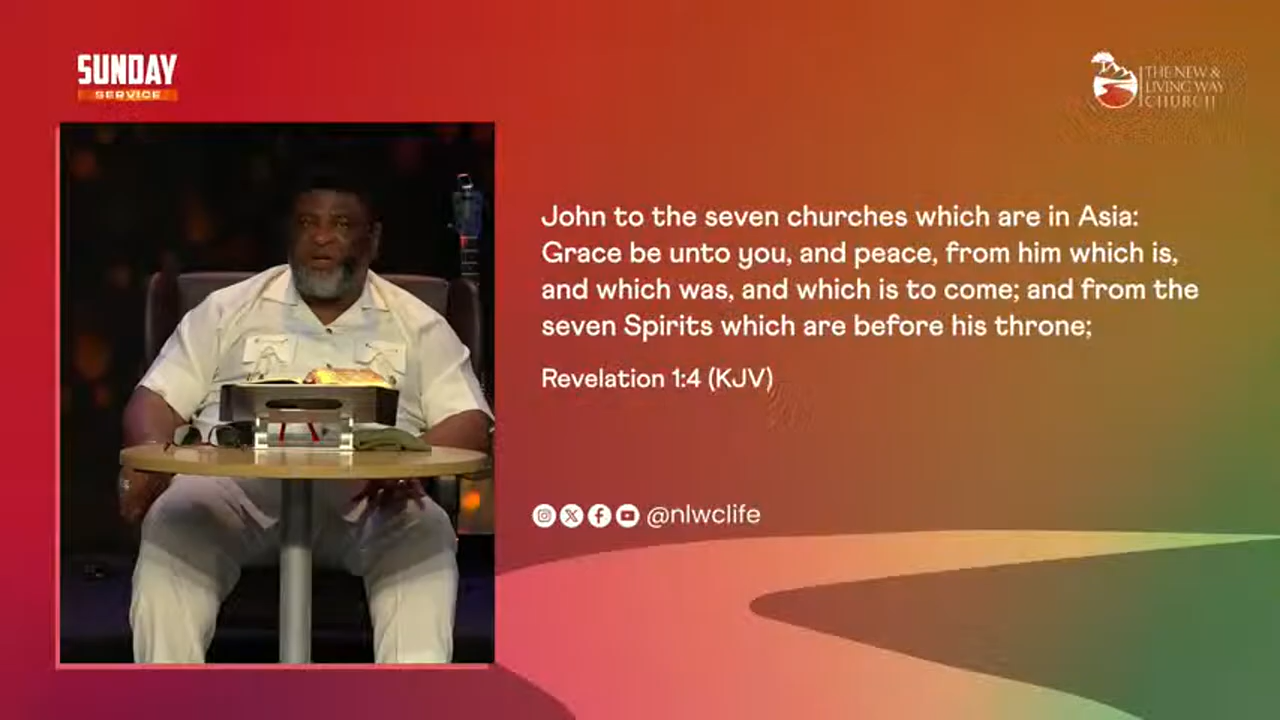 SUNDAY
SERVICE
THE NEW &
LIVING WAY
CHURCH
John to the seven churches which are in Asia:
Grace be unto you, and peace, from him which is,
and which was, and which is to come; and from the
seven Spirits which are before his throne;
Revelation 1:4 (KJV)
@nlwclife